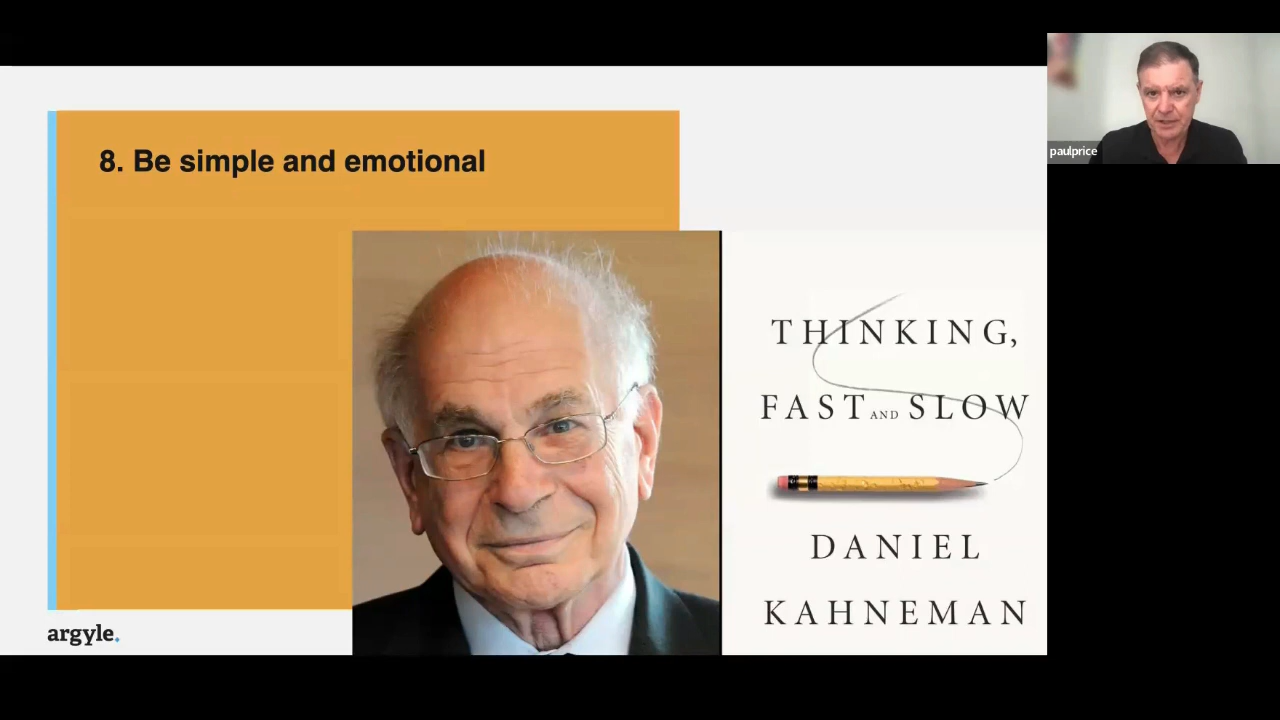 8. Be simple and emotional
THINKING,
FAST AND SLOW
DANIEL
KAHNEMAN
argyle.
paulprice